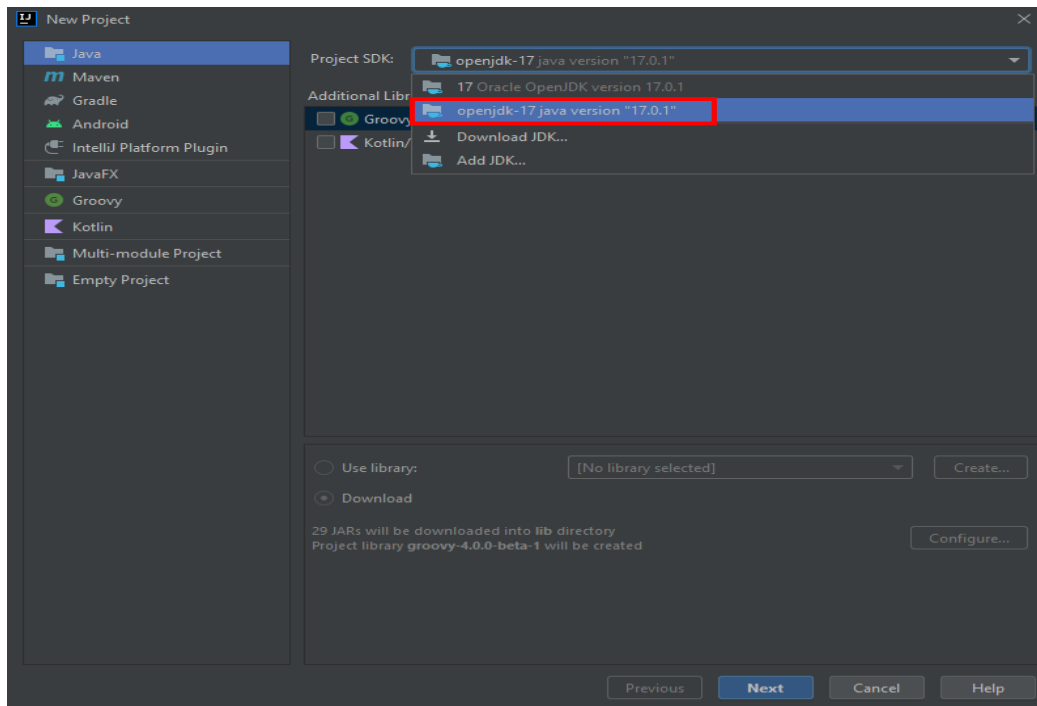 New Project
Java
Maven
Gradle
Android
IntelliJ Platform Plugin
JavaFX
Groovy
Kotlin
Multi-module Project
Empty Project
Project SDK:
openjdk-17 java version "17.0.1"
17 Oracle OpenJDK version 17.0.1
openjdk-17 java version "17.0.1"
Download JDK...
Add JDK...
Additional Libr
Groovy
Kotlin/
Use library:
[No library selected]
Create...
Download
29 JARs will be downloaded into lib directory
Project library groovy-4.0.0-beta-1 will be created
Configure...
Previous
Next
Cancel
Help